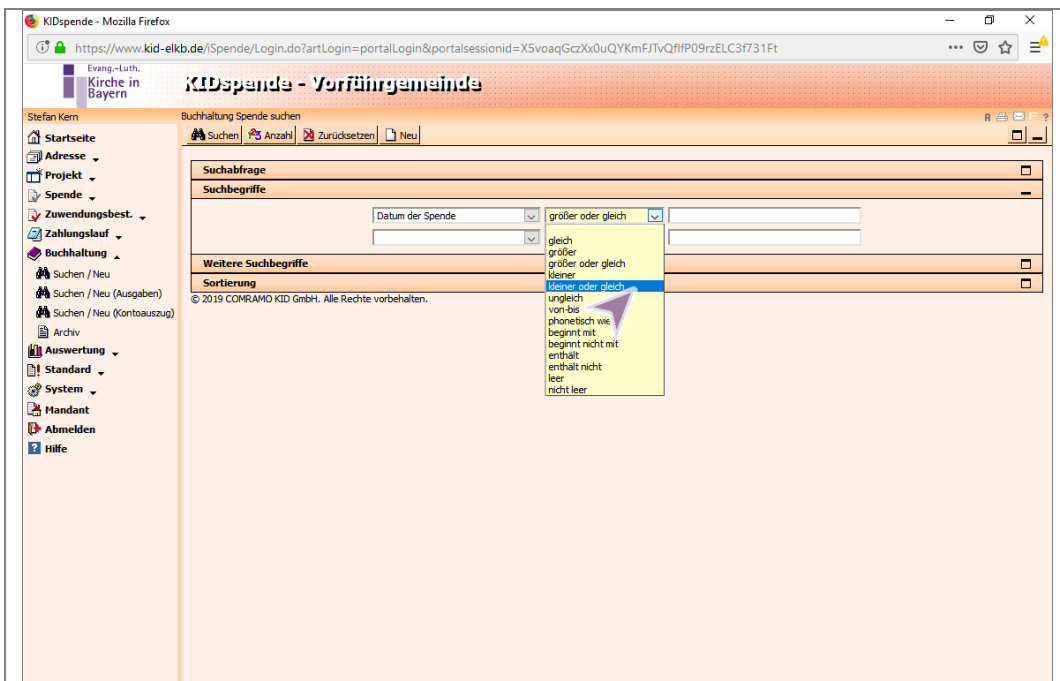 KIDspende - Mozilla Firefox
https://www.kid-elkb.de/iSpende/Login.do?artLogin=portalLogin&portalsessionid=X5voaqGczXx0uQYKmFJTvQflfP09rzELC3f731Ft
Evang.-Luth.
Kirche in
Bayern
KIDspende - Vorführgemeinde
Stefan Kern
Buchhaltung Spende suchen
Suchen
Anzahl
Zurücksetzen
Neu
Startseite
Adresse
Projekt
Spende
Zuwendungsbest.
Zahlungslauf
Buchhaltung
Suchen / Neu
Suchen / Neu (Ausgaben)
Suchen / Neu (Kontoauszug)
Archiv
Auswertung
Standard
System
Mandant
Abmelden
Hilfe
Suchabfrage
Suchbegriffe
Datum der Spende
größer oder gleich
gleich
größer
größer oder gleich
kleiner
kleiner oder gleich
ungleich
von-bis
phonetisch wie
beginnt mit
beginnt nicht mit
enthält
enthält nicht
leer
nicht leer
Weitere Suchbegriffe
Sortierung
© 2019 COMRAMO KID GmbH. Alle Rechte vorbehalten.